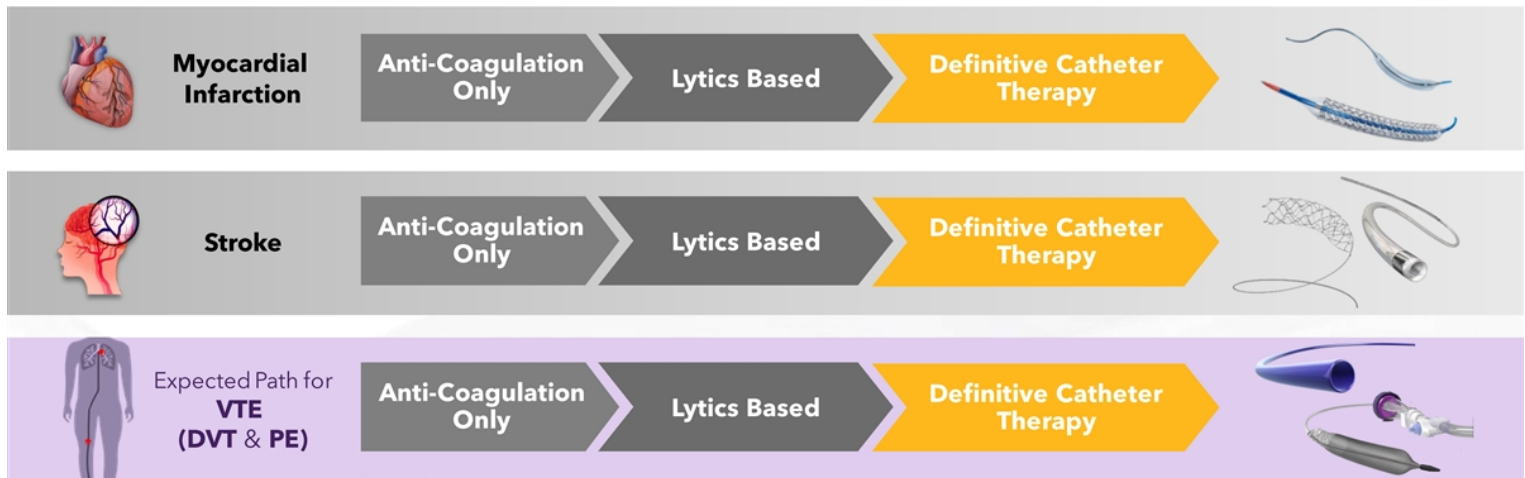 Myocardial
Infarction
Anti-Coagulation
Only
Lytics Based
Definitive Catheter
Therapy
Stroke
Anti-Coagulation
Only
Lytics Based
Definitive Catheter
Therapy
Expected Path for
VTE
(DVT & PE)
Anti-Coagulation
Only
Lytics Based
Definitive Catheter
Therapy